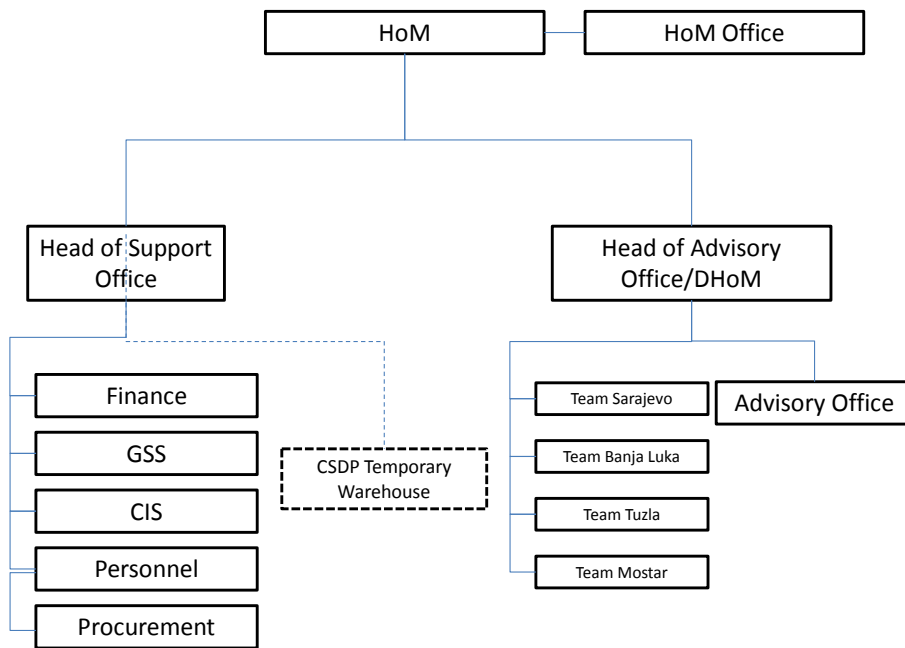 HoM
HoM Office
Head of Support
Office
Head of Advisory
Office/DHoM
Finance
GSS
CIS
Personnel
Procurement
CSDP Temporary
Warehouse
Team Sarajevo
Team Banja Luka
Team Tuzla
Team Mostar
Advisory Office